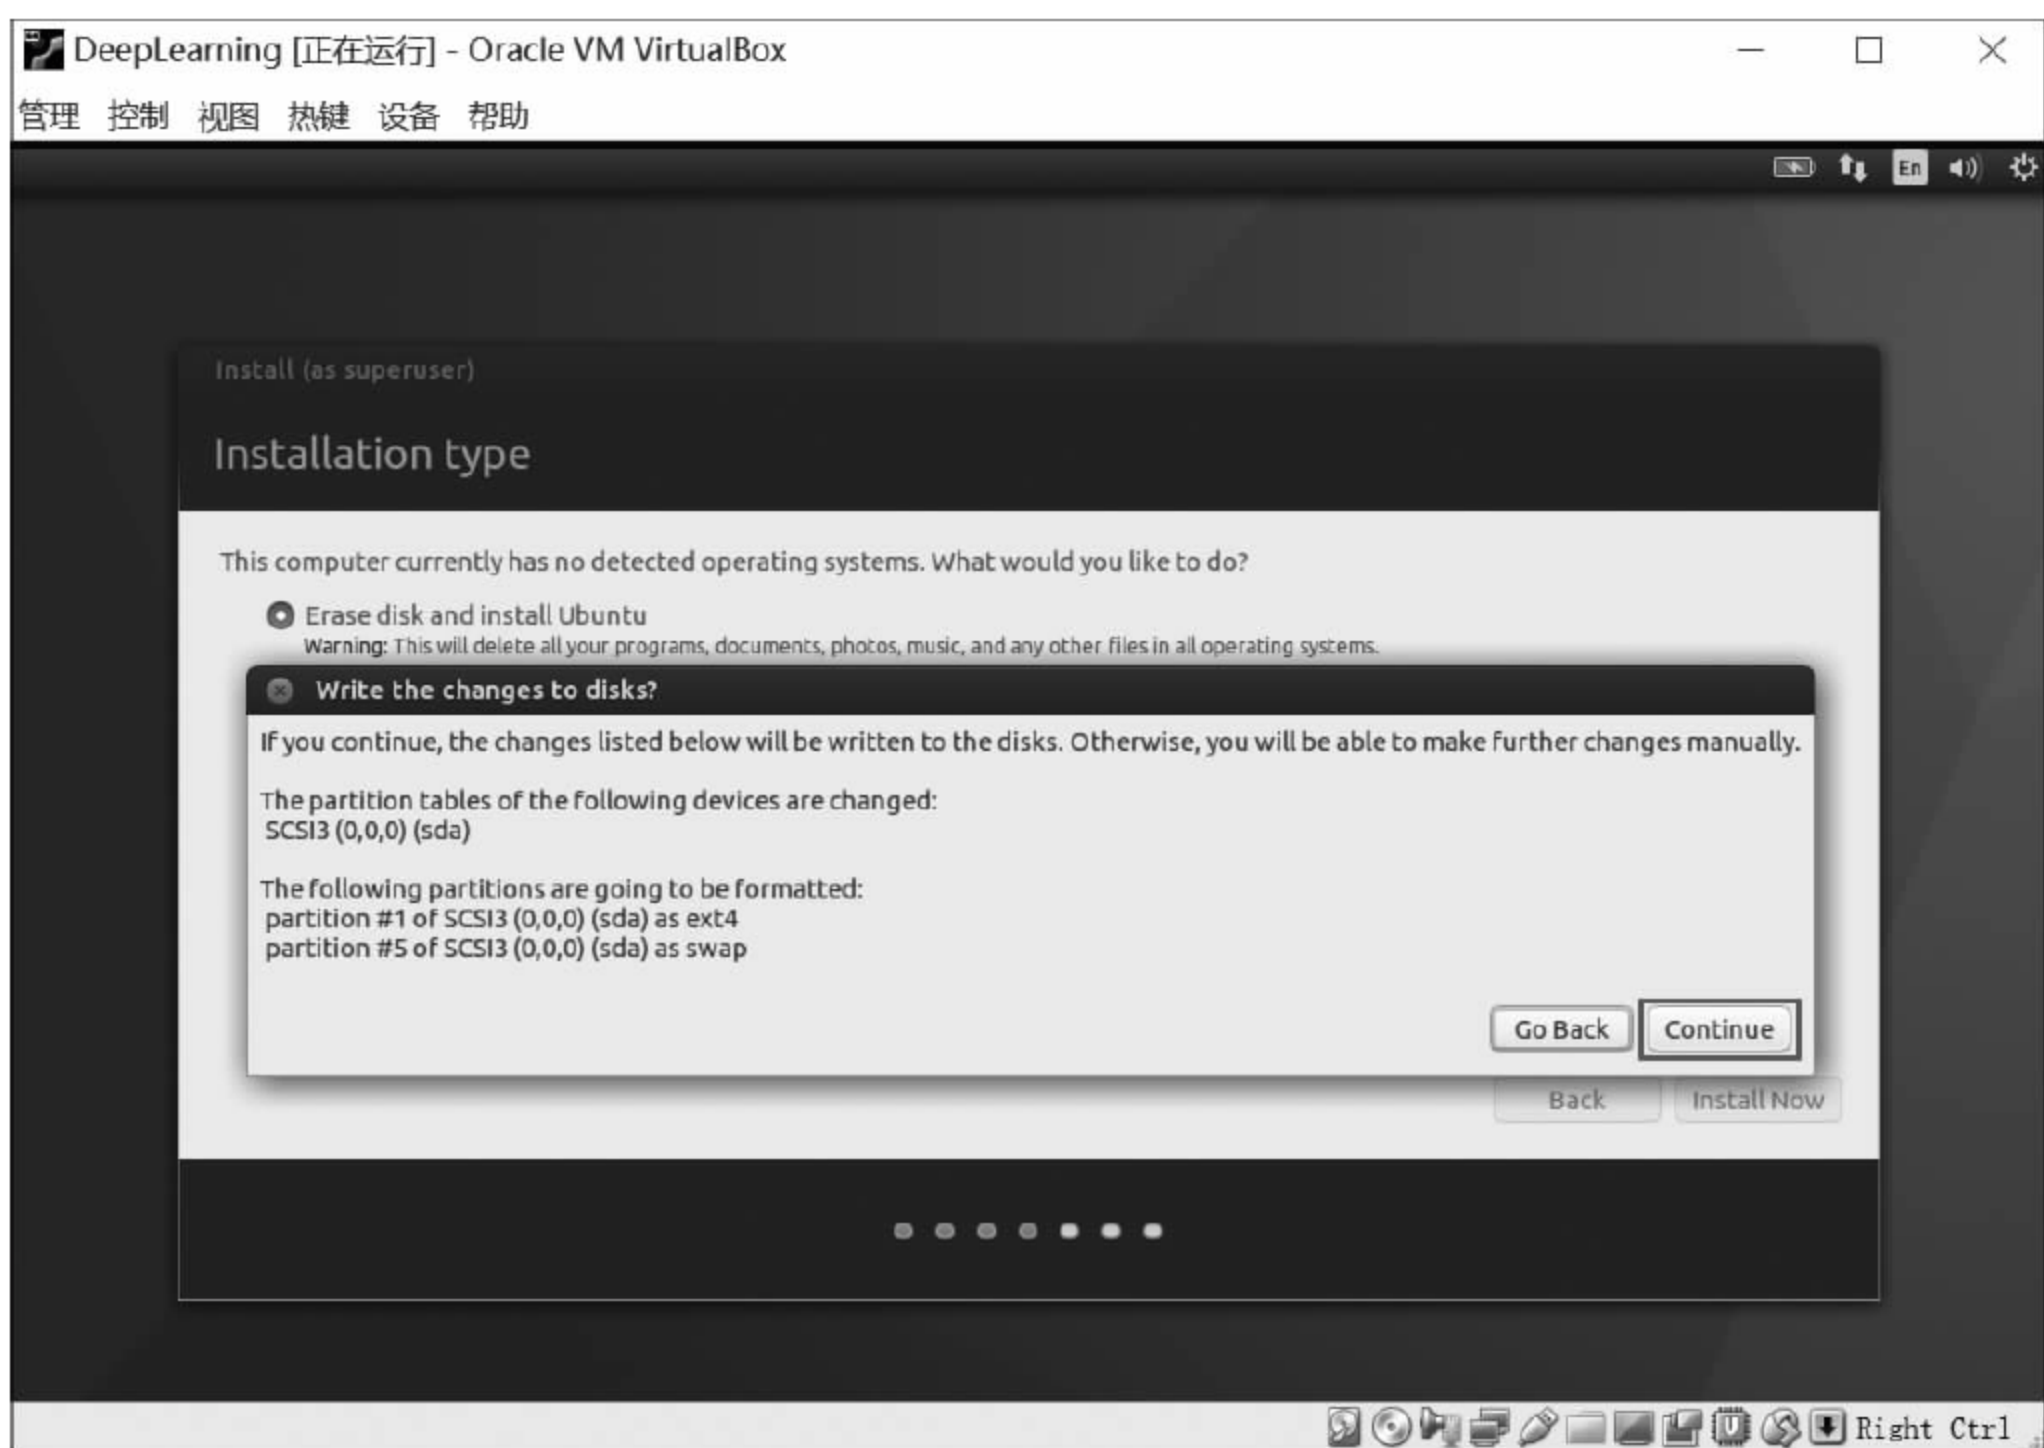 DeepLearning [正在运行] - Oracle VM VirtualBox
管理 控制 视图 热键 设备 帮助
En
Install (as superuser)
Installation type
This computer currently has no detected operating systems. What would you like to do?
Erase disk and install Ubuntu
Warning: This will delete all your programs, documents, photos, music, and any other files in all operating systems.
Write the changes to disks?
If you continue, the changes listed below will be written to the disks. Otherwise, you will be able to make further changes manually.
The partition tables of the following devices are changed:
SCSI3 (0,0,0) (sda)
The following partitions are going to be formatted:
partition #1 of SCSI3 (0,0,0) (sda) as ext4
partition #5 of SCSI3 (0,0,0) (sda) as swap
Go Back Continue
Back Install Now
Right Ctrl